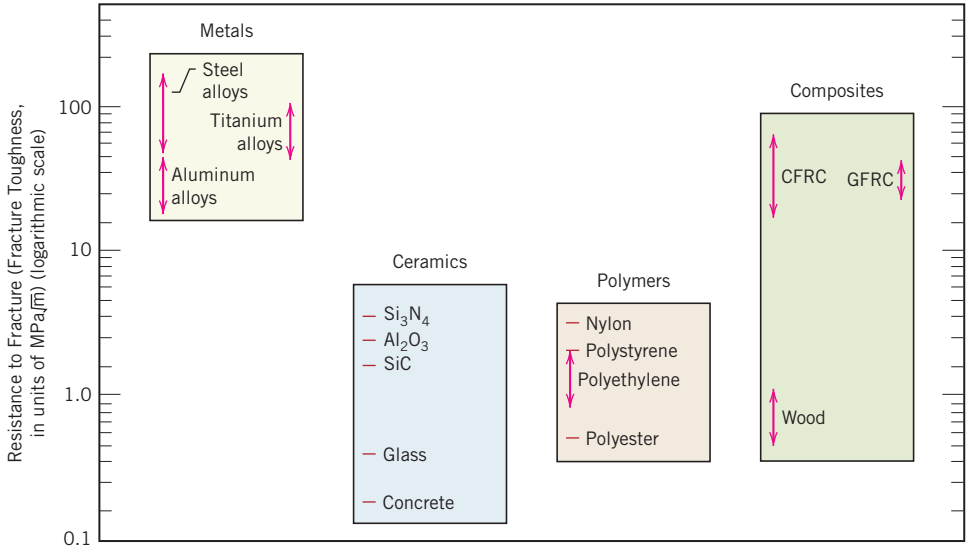 Resistance to Fracture (Fracture Toughness,
in units of MPa√m) (logarithmic scale)
100
10
1.0
0.1
Metals
Steel
alloys
Titanium
alloys
Aluminum
alloys
Ceramics
Si₃N₄
Al₂O₃
SiC
Glass
Concrete
Polymers
Nylon
Polystyrene
Polyethylene
Polyester
Composites
CFRC
GFRC
Wood